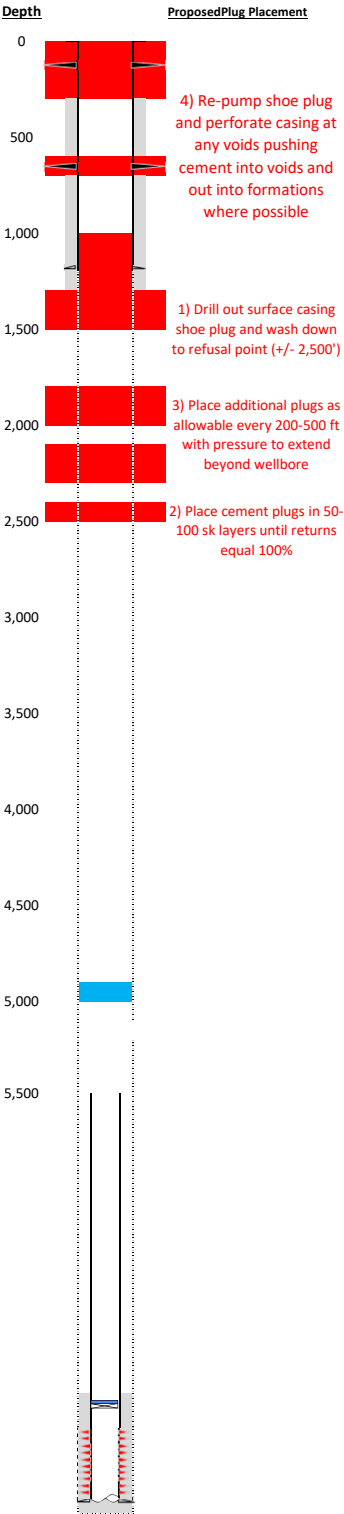 Depth
ProposedPlug Placement
0
4) Re-pump shoe plug
and perforate casing at
any voids pushing
cement into voids and
out into formations
where possible
500
1,000
1) Drill out surface casing
shoe plug and wash down
to refusal point (+/- 2,500')
1,500
3) Place additional plugs as
allowable every 200-500 ft
with pressure to extend
beyond wellbore
2,000
2) Place cement plugs in 50-
100 sk layers until returns
equal 100%
2,500
3,000
3,500
4,000
4,500
5,000
5,500